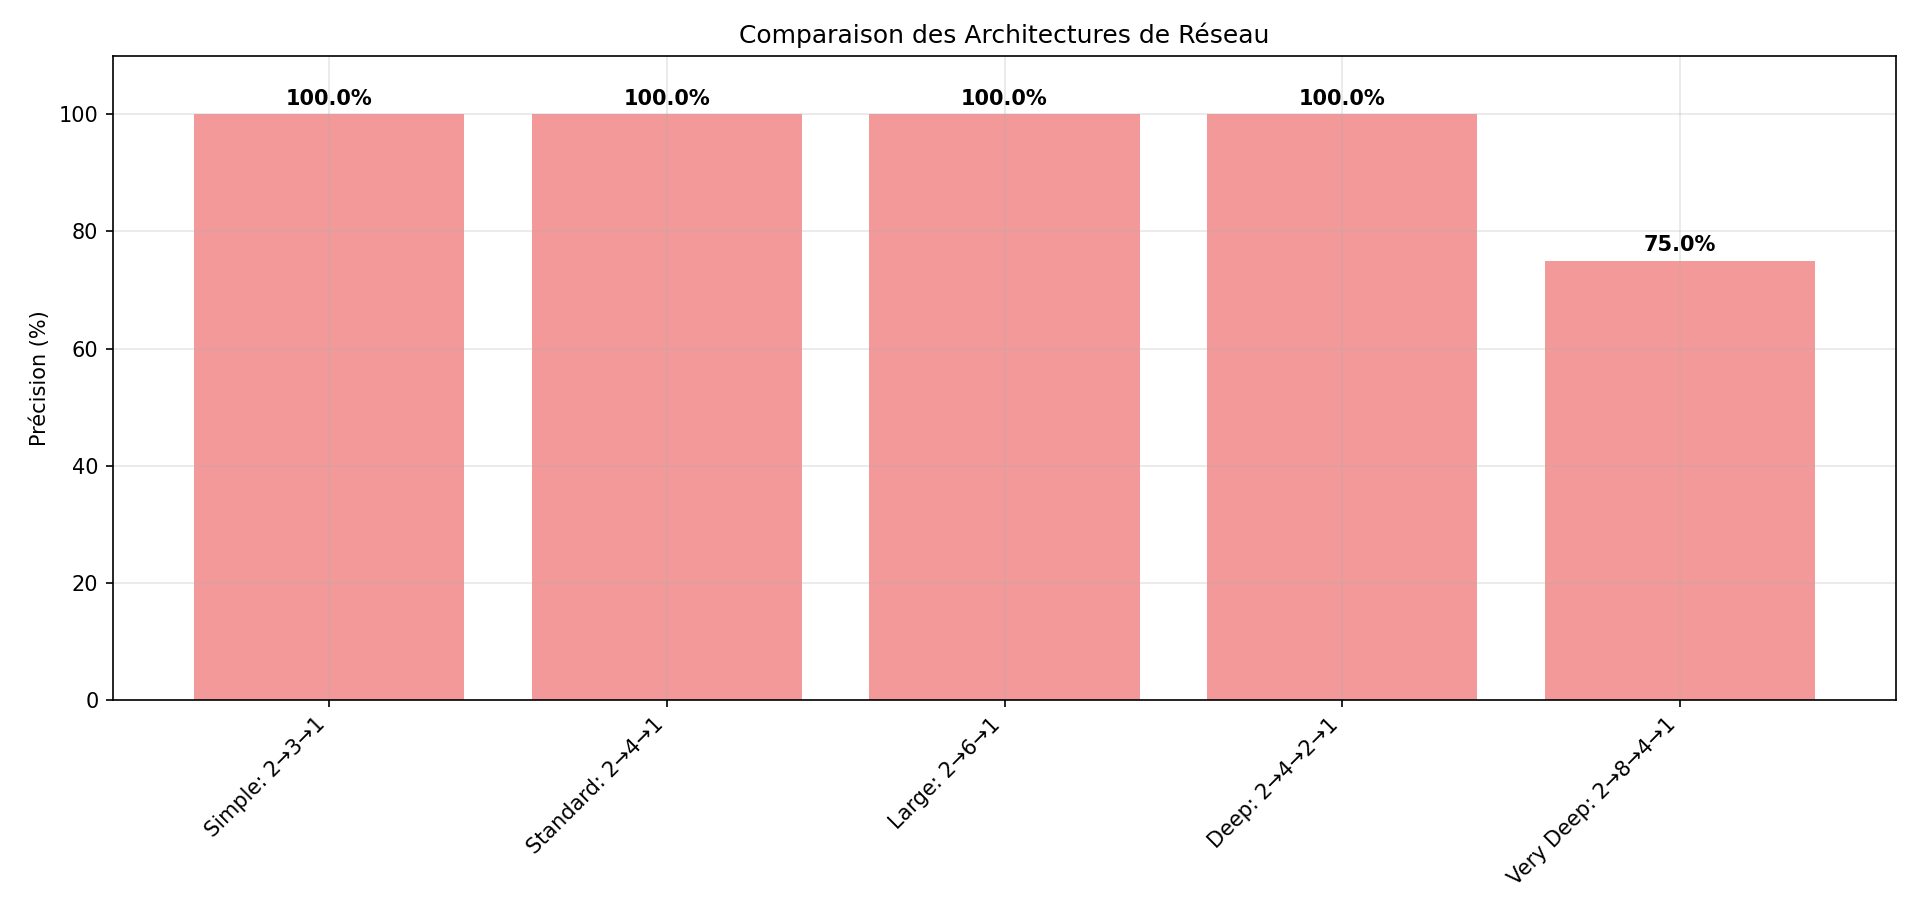 Comparaison des Architectures de Réseau
Précision (%)
100
80
60
40
20
0
100.0%
100.0%
100.0%
100.0%
75.0%
Simple: 2→3→1
Standard: 2→4→1
Large: 2→6→1
Deep: 2→4→2→1
Very Deep: 2→8→4→1